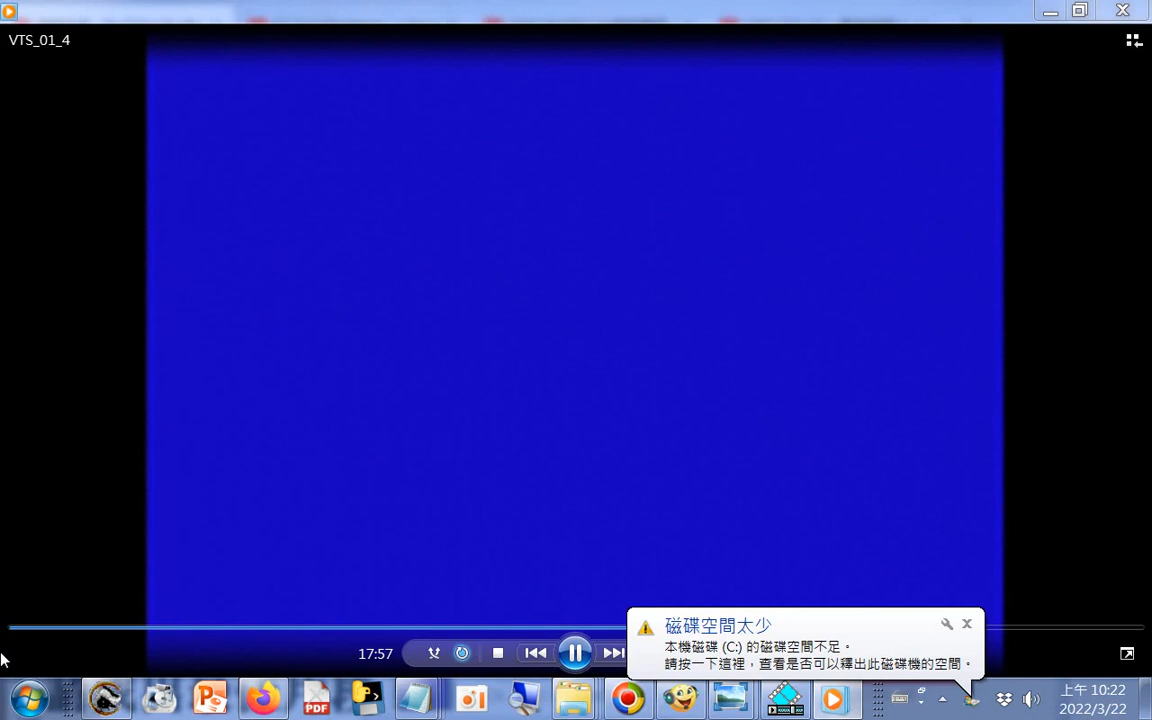 VTS_01_4
磁碟空間太少
本機磁碟 (C:) 的磁碟空間不足。
請按一下這裡，查看是否可以釋出此磁碟機的空間。
17:57
PDF
上午 10:22
2022/3/22